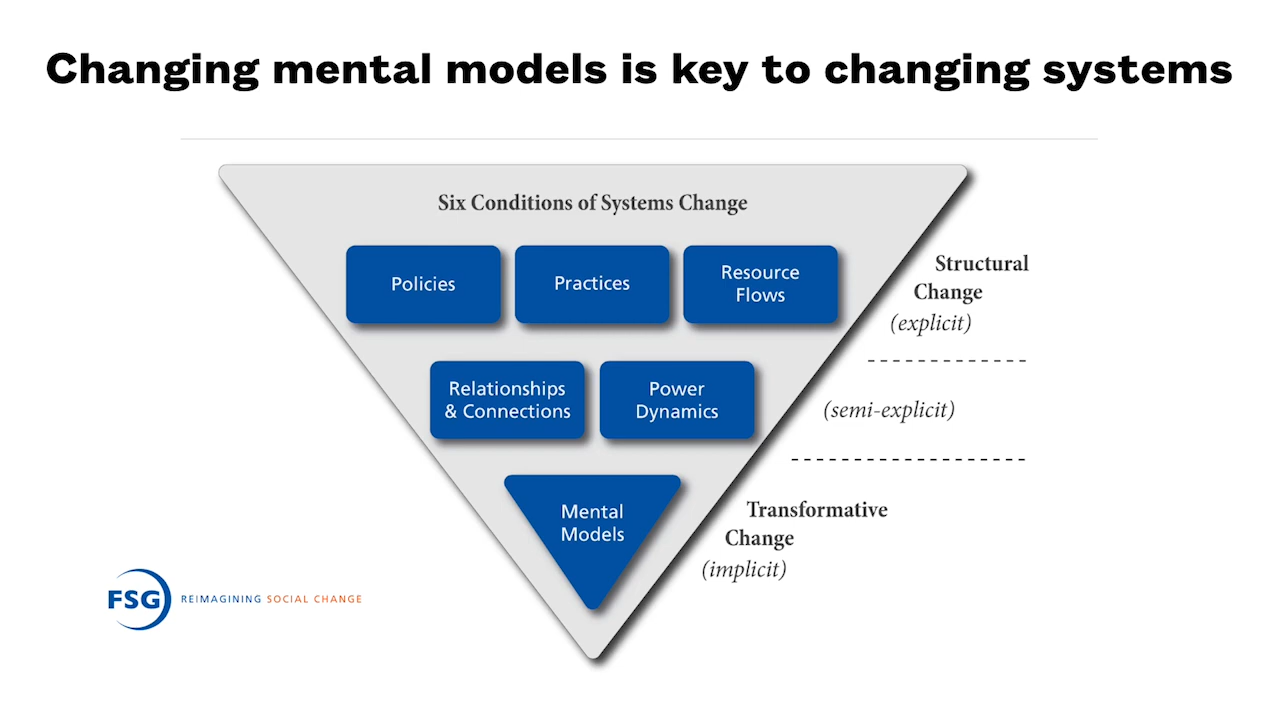 Changing mental models is key to changing systems
Six Conditions of Systems Change
Policies
Practices
Resource
Flows
Structural
Change
(explicit)
Relationships
& Connections
Power
Dynamics
(semi-explicit)
Mental
Models
Transformative
Change
(implicit)
FSG
REIMAGINING SOCIAL CHANGE